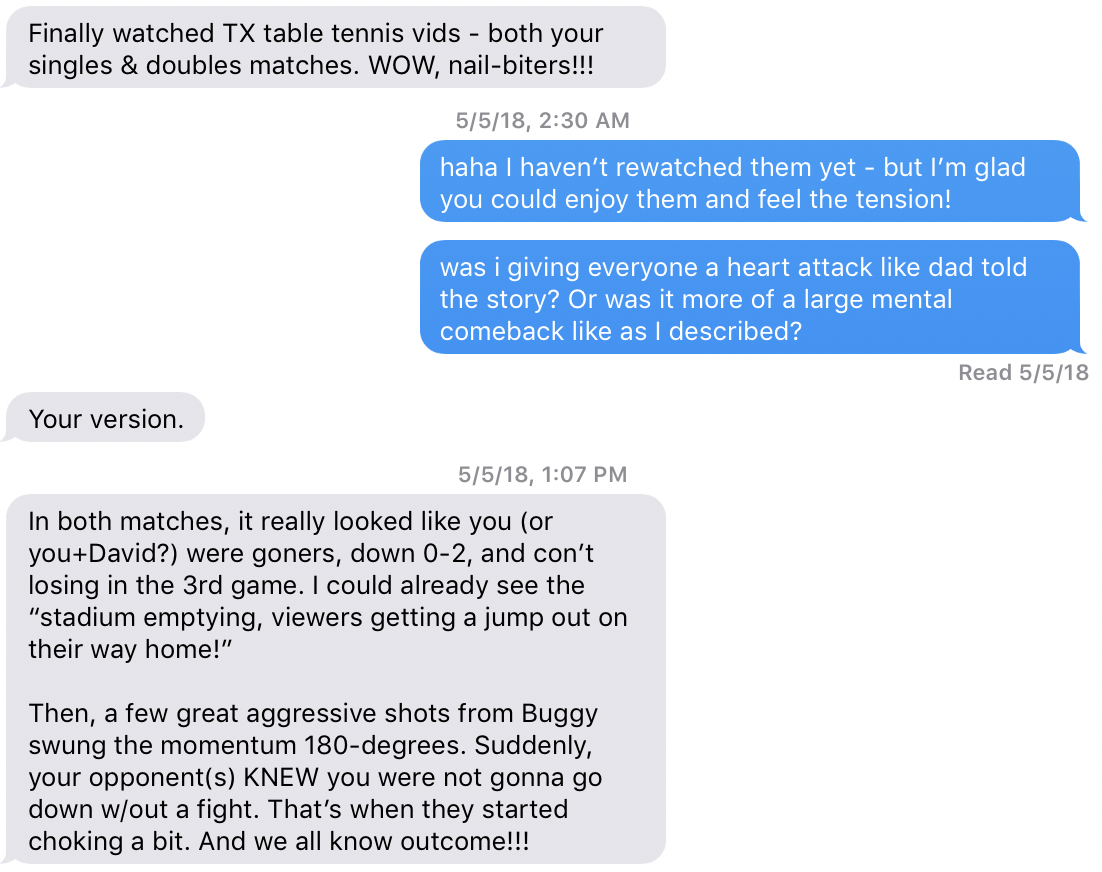 Finally watched TX table tennis vids - both your
singles & doubles matches. WOW, nail-biters!!!
5/5/18, 2:30 AM
haha I haven’t rewatched them yet - but I’m glad
you could enjoy them and feel the tension!
was i giving everyone a heart attack like dad told
the story? Or was it more of a large mental
comeback like as I described?
Read 5/5/18
Your version.
5/5/18, 1:07 PM
In both matches, it really looked like you (or
you+David?) were goners, down 0-2, and con’t
losing in the 3rd game. I could already see the
“stadium emptying, viewers getting a jump out on
their way home!”
Then, a few great aggressive shots from Buggy
swung the momentum 180-degrees. Suddenly,
your opponent(s) KNEW you were not gonna go
down w/out a fight. That’s when they started
choking a bit. And we all know outcome!!!